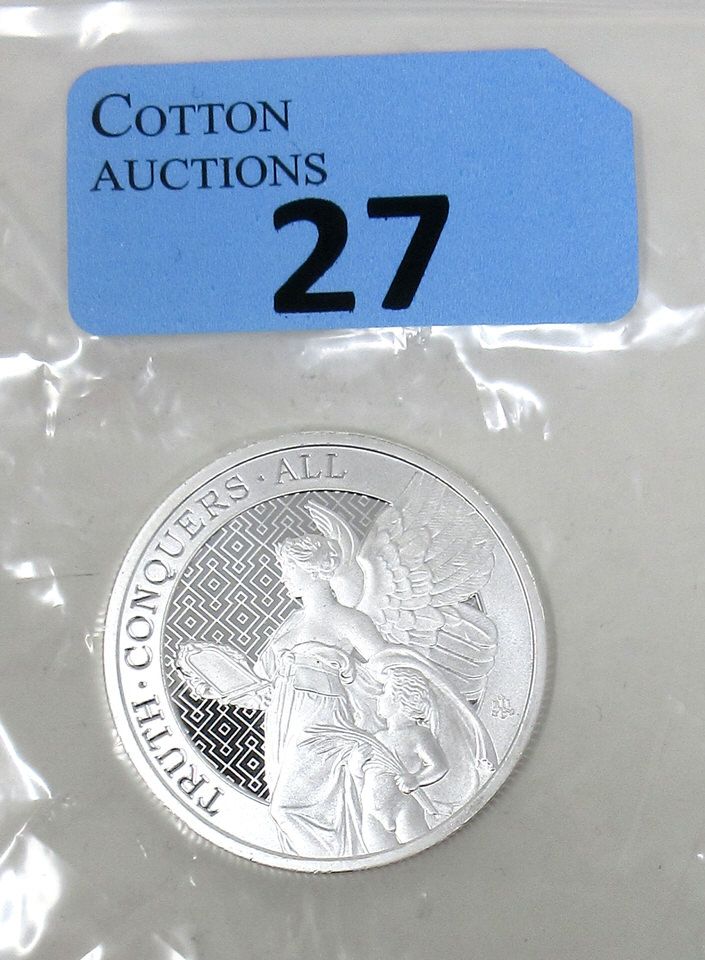 COTTON
AUCTIONS
27
TRUTH · CONQUERS · ALL